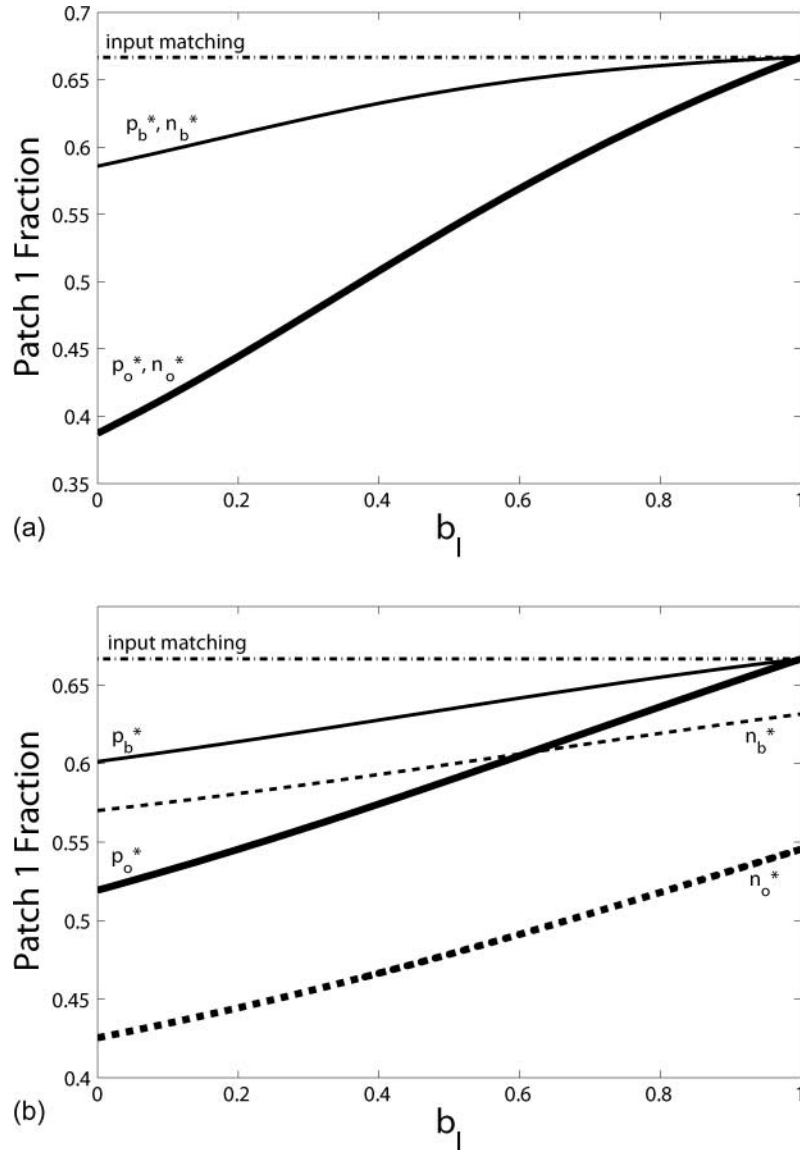 0.7
input matching
0.65
p_b*, n_b*
0.6
0.55
Patch 1 Fraction
0.5
0.45
p_o*, n_o*
0.4
0.35
0 0.2 0.4 0.6 0.8 1
(a)
b_l
input matching
0.65
p_b*
n_b*
0.6
Patch 1 Fraction
0.55
p_o*
n_o*
0.5
0.45
0.4
0 0.2 0.4 0.6 0.8 1
(b)
b_l